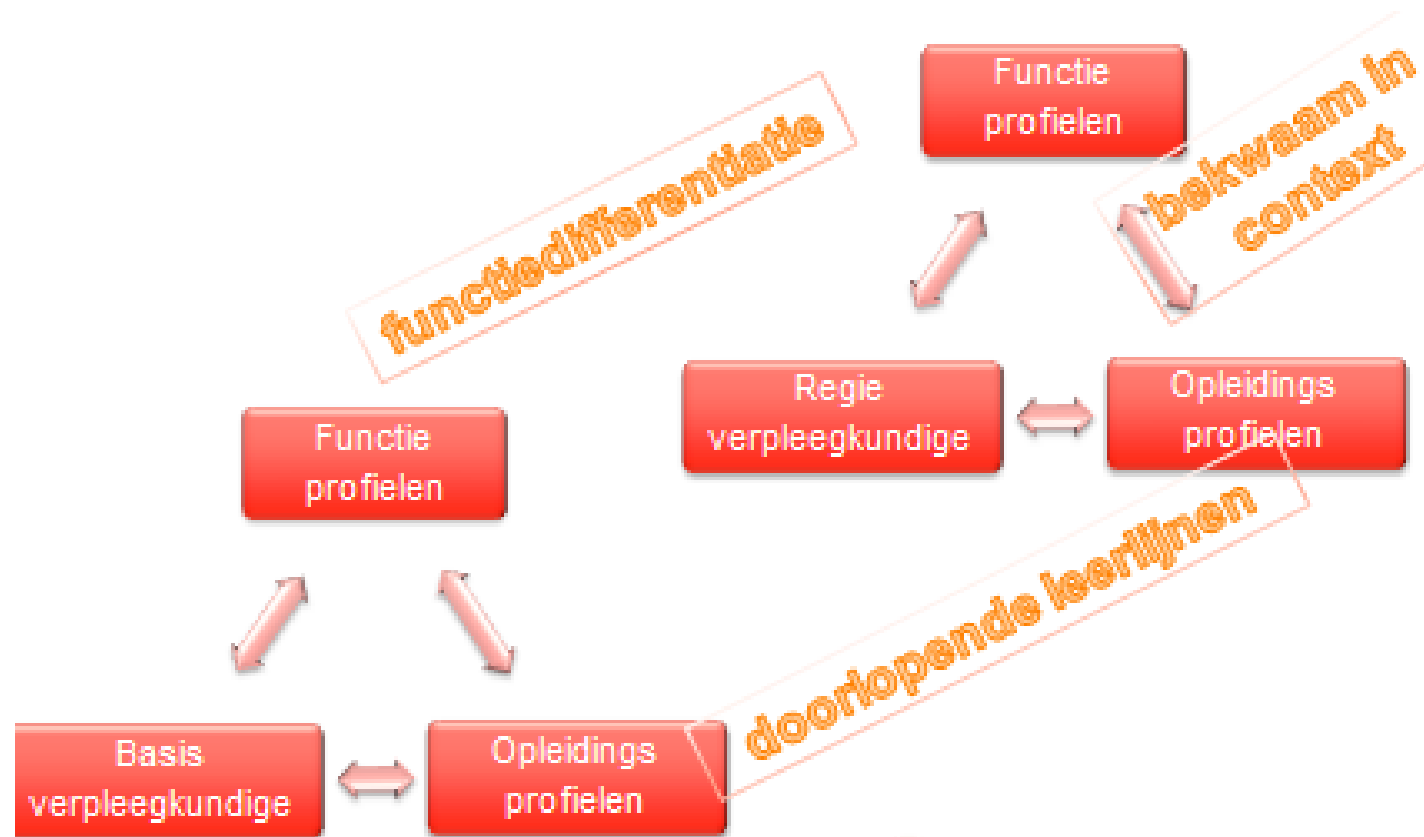 Functie
profielen
bekwaam in
context
functiedifferentiatie
Regie
verpleegkundige
Opleidings
profielen
Functie
profielen
doorlopende leerlijnen
Basis
verpleegkundige
Opleidings
profielen